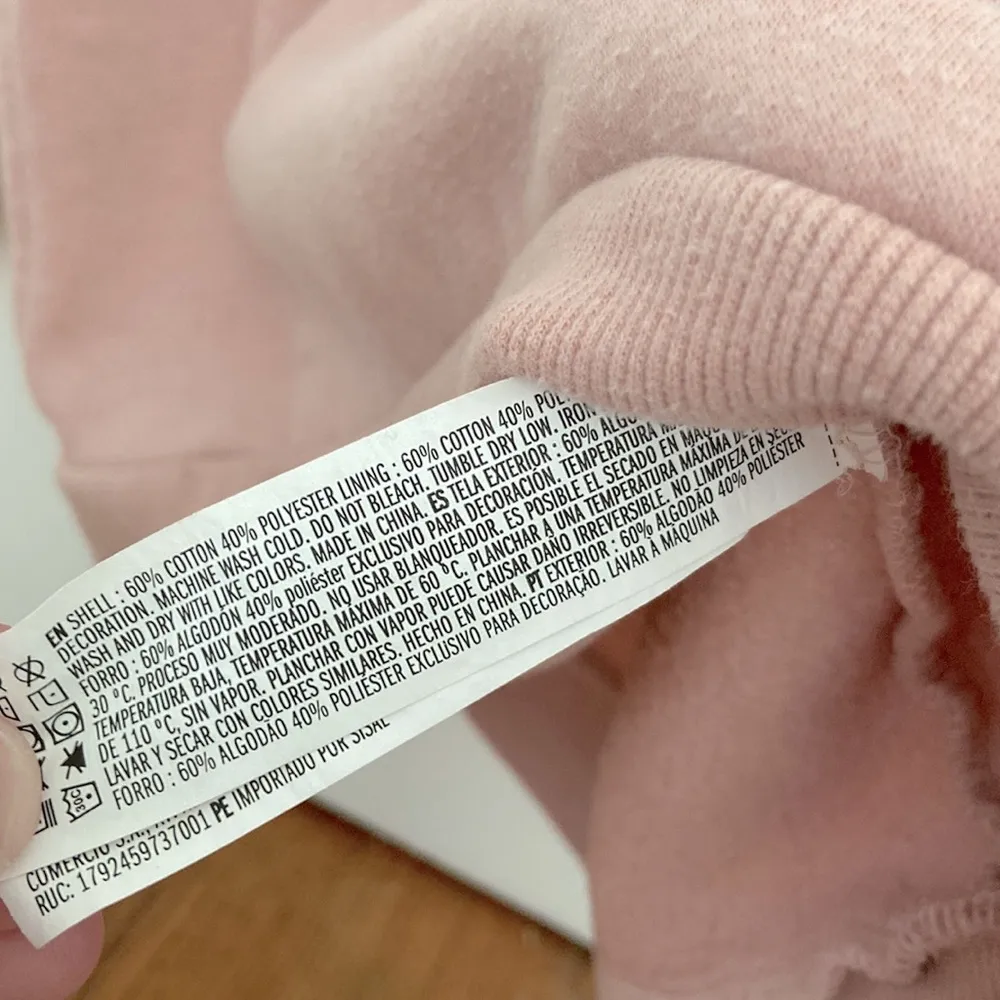 EN SHELL : 60% COTTON 40% POLYESTER LINING : 60% COTTON 40%
DECORATION. MACHINE WASH COLD. DO NOT BLEACH. TUMBLE DRY LOW. IRON
WASH AND DRY WITH LIKE COLORS. MADE IN CHINA. ES TELA EXTERIOR : 60%
FORRO : 60% ALGODON 40% poliéster EXCLUSIVO PARA DECORACIÓN. TEMPERATURA
30 °C. PROCESO MUY MODERADO. NO USAR BLANQUEADOR. ES POSIBLE EL SECADO EN
TEMPERATURA BAJA, TEMPERATURA MÁXIMA DE 60 °C. PLANCHAR A UNA TEMPERATURA MÁXIMA
DE 110 °C, SIN VAPOR. PLANCHAR CON VAPOR PUEDE CAUSAR DAÑO IRREVERSIBLE. NO LIMPIEZA EN
LAVAR Y SECAR CON COLORES SIMILARES. HECHO EN CHINA. PT EXTERIOR : 60% ALGODÃO 40% POLIÉSTER
FORRO : 60% ALGODÃO 40% POLIÉSTER EXCLUSIVO PARA DECORAÇÃO. LAVAR À MÁQUINA
30C
COMERCIO
RUC: 1792459737001 PE IMPORTADO POR SISAL